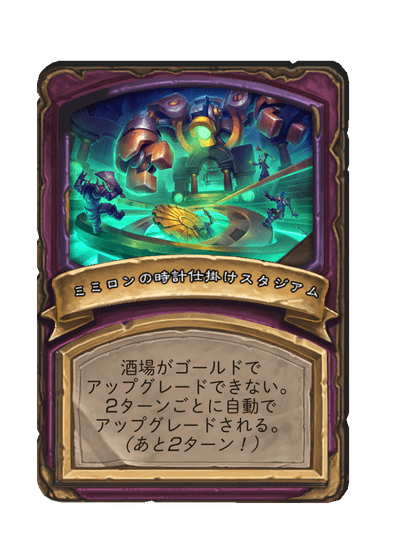 ミミロンの時計仕掛けスタジアム
酒場がゴールドで
アップグレードできない。
2ターンごとに自動で
アップグレードされる。
(あと2ターン!)